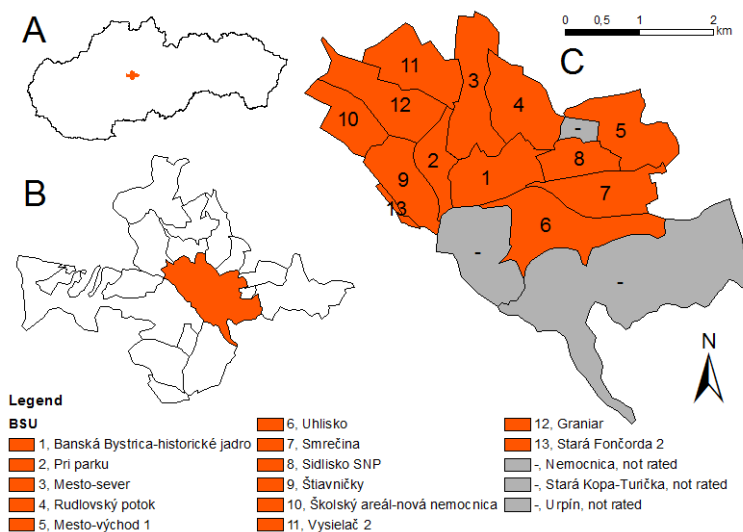 A
B
C
0 0,5 1 2
km
11
3
12
4
10
-
5
2
8
9
1
7
13
6
-
-
N
Legend
BSU
1, Banská Bystrica-historické jadro
2, Pri parku
3, Mesto-sever
4, Rudlovský potok
5, Mesto-východ 1
6, Uhlisko
7, Smrečina
8, Sidlisko SNP
9, Štiavničky
10, Školský areál-nová nemocnica
11, Vysielač 2
12, Graniar
13, Stará Fončorda 2
-, Nemocnica, not rated
-, Stará Kopa-Turička, not rated
-, Urpín, not rated